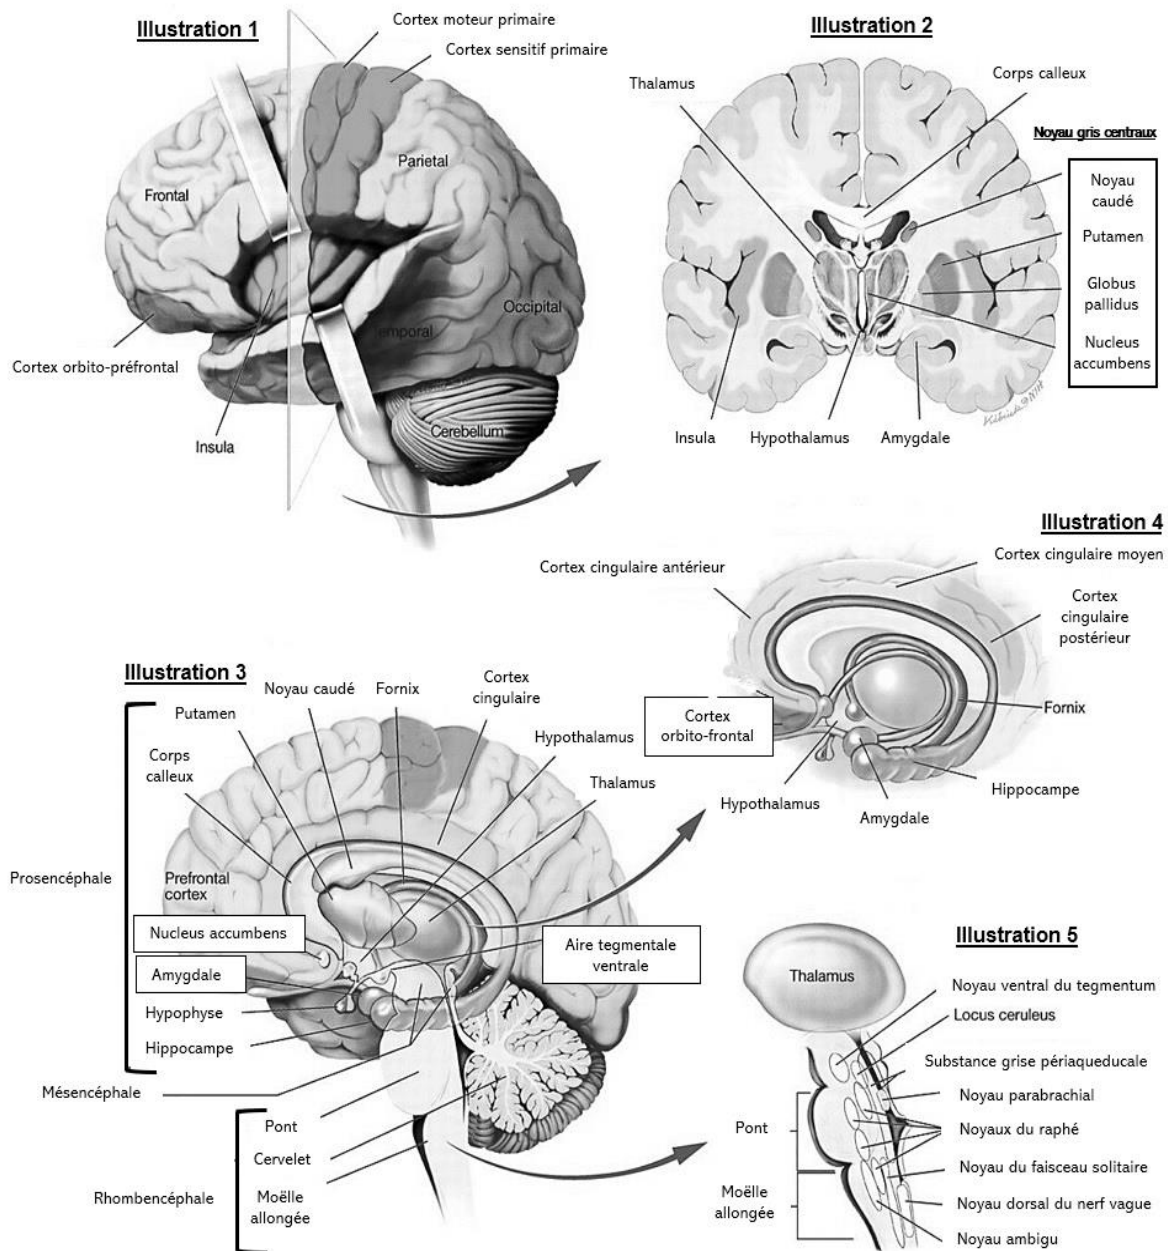 Illustration 1
Cortex moteur primaire
Cortex sensitif primaire
Parietal
Frontal
Occipital
Temporal
Cortex orbito-préfrontal
Insula
Cerebellum
Illustration 2
Thalamus
Corps calleux
Noyau gris centraux
Noyau
caudé
Putamen
Globus
pallidus
Nucleus
accumbens
Insula
Hypothalamus
Amygdale
Illustration 4
Cortex cingulaire moyen
Cortex cingulaire antérieur
Cortex
cingulaire
postérieur
Cortex
orbito-frontal
Fornix
Hippocampe
Hypothalamus
Amygdale
Illustration 3
Noyau caudé
Fornix
Cortex
cingulaire
Putamen
Hypothalamus
Corps
calleux
Thalamus
Prosencéphale
Prefrontal
cortex
Nucleus accumbens
Aire tegmentale
ventrale
Amygdale
Hypophyse
Hippocampe
Mésencéphale
Pont
Cervelet
Rhombencéphale
Moëlle
allongée
Illustration 5
Thalamus
Noyau ventral du tegmentum
Locus ceruleus
Substance grise périaqueducale
Noyau parabrachial
Pont
Noyaux du raphé
Noyau du faisceau solitaire
Moëlle
allongée
Noyau dorsal du nerf vague
Noyau ambigu